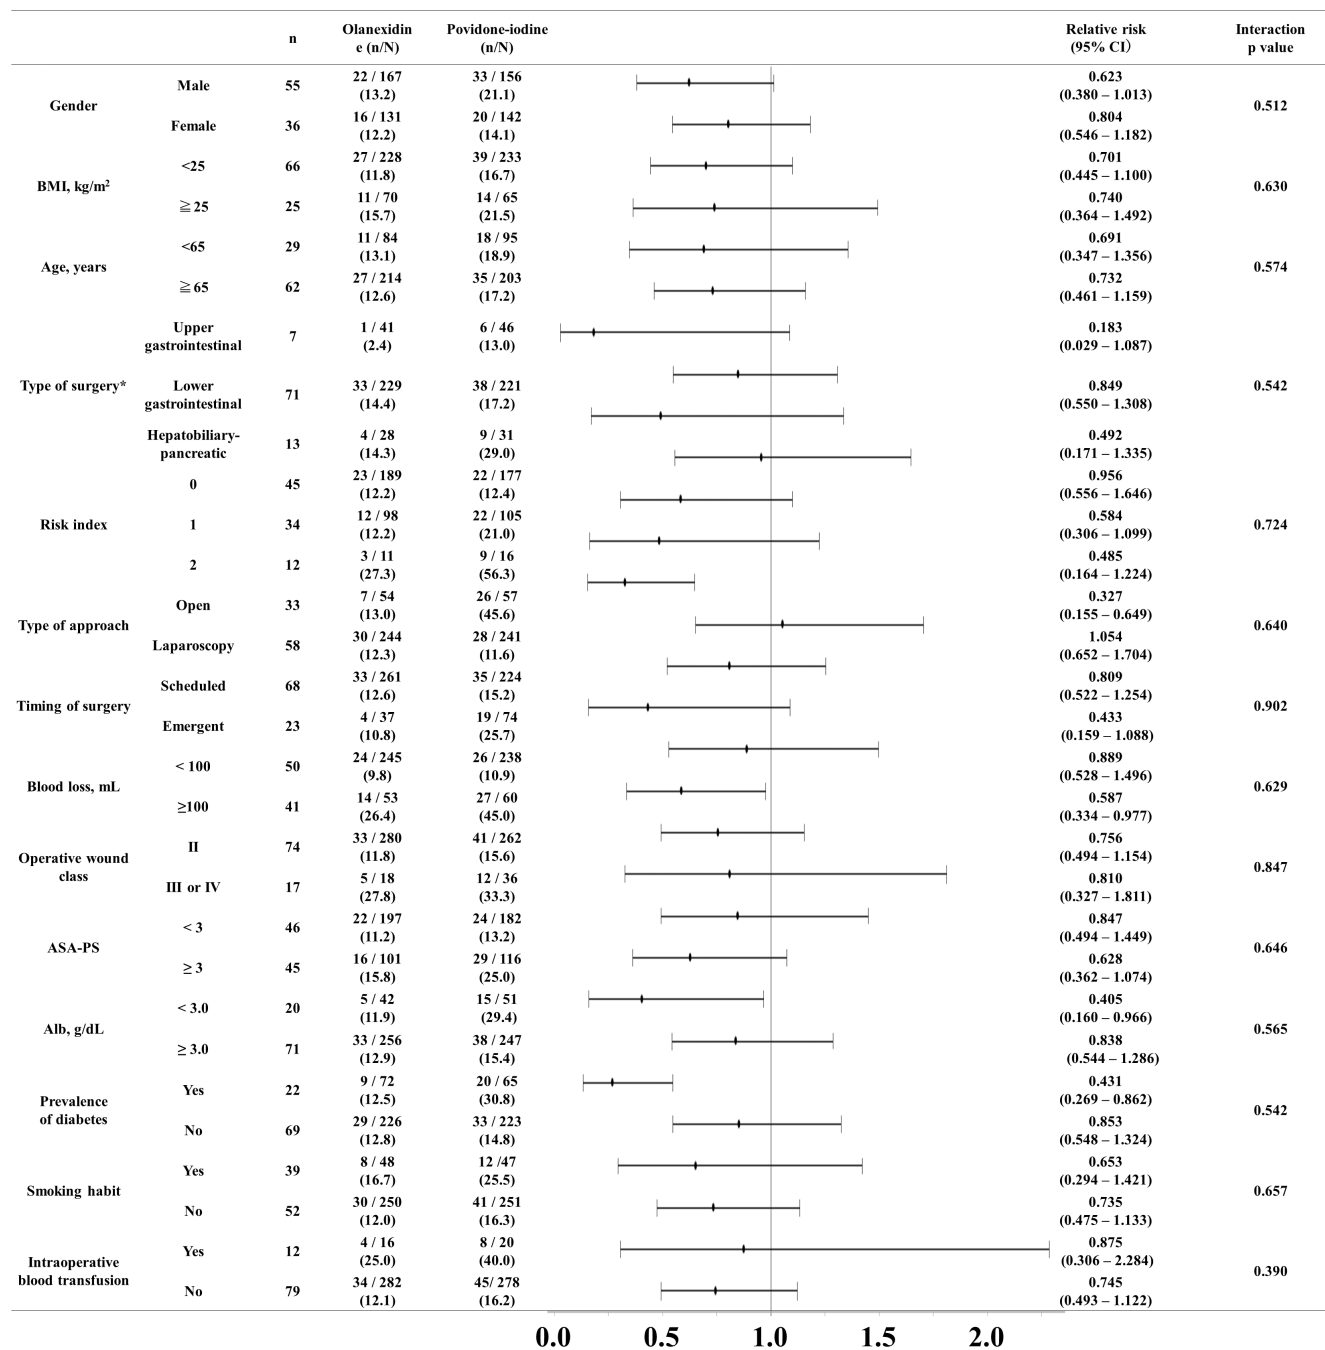 n
Olanexidin
e (n/N)
Povidone-iodine
(n/N)
Relative risk
(95% CI)
Interaction
p value
Gender
0.512
Male
55
22 / 167
(13.2)
33 / 156
(21.1)
0.623
(0.380 – 1.013)
Female
36
16 / 131
(12.2)
20 / 142
(14.1)
0.804
(0.546 – 1.182)
BMI, kg/m²
0.630
<25
66
27 / 228
(11.8)
39 / 233
(16.7)
0.701
(0.445 – 1.100)
≧25
25
11 / 70
(15.7)
14 / 65
(21.5)
0.740
(0.364 – 1.492)
Age, years
0.574
<65
29
11 / 84
(13.1)
18 / 95
(18.9)
0.691
(0.347 – 1.356)
≧65
62
27 / 214
(12.6)
35 / 203
(17.2)
0.732
(0.461 – 1.159)
Type of surgery*
0.542
Upper
gastrointestinal
7
1 / 41
(2.4)
6 / 46
(13.0)
0.183
(0.029 – 1.087)
Lower
gastrointestinal
71
33 / 229
(14.4)
38 / 221
(17.2)
0.849
(0.550 – 1.308)
Hepatobiliary-
pancreatic
13
4 / 28
(14.3)
9 / 31
(29.0)
0.492
(0.171 – 1.335)
Risk index
0.724
0
45
23 / 189
(12.2)
22 / 177
(12.4)
0.956
(0.556 – 1.646)
1
34
12 / 98
(12.2)
22 / 105
(21.0)
0.584
(0.306 – 1.099)
2
12
3 / 11
(27.3)
9 / 16
(56.3)
0.485
(0.164 – 1.224)
Type of approach
0.640
Open
33
7 / 54
(13.0)
26 / 57
(45.6)
0.327
(0.155 – 0.649)
Laparoscopy
58
30 / 244
(12.3)
28 / 241
(11.6)
1.054
(0.652 – 1.704)
Timing of surgery
0.902
Scheduled
68
33 / 261
(12.6)
35 / 224
(15.2)
0.809
(0.522 – 1.254)
Emergent
23
4 / 37
(10.8)
19 / 74
(25.7)
0.433
(0.159 – 1.088)
Blood loss, mL
0.629
< 100
50
24 / 245
(9.8)
26 / 238
(10.9)
0.889
(0.528 – 1.496)
≥100
41
14 / 53
(26.4)
27 / 60
(45.0)
0.587
(0.334 – 0.977)
Operative wound
class
0.847
II
74
33 / 280
(11.8)
41 / 262
(15.6)
0.756
(0.494 – 1.154)
III or IV
17
5 / 18
(27.8)
12 / 36
(33.3)
0.810
(0.327 – 1.811)
ASA-PS
0.646
< 3
46
22 / 197
(11.2)
24 / 182
(13.2)
0.847
(0.494 – 1.449)
≥ 3
45
16 / 101
(15.8)
29 / 116
(25.0)
0.628
(0.362 – 1.074)
Alb, g/dL
0.565
< 3.0
20
5 / 42
(11.9)
15 / 51
(29.4)
0.405
(0.160 – 0.966)
≥ 3.0
71
33 / 256
(12.9)
38 / 247
(15.4)
0.838
(0.544 – 1.286)
Prevalence
of diabetes
0.542
Yes
22
9 / 72
(12.5)
20 / 65
(30.8)
0.431
(0.269 – 0.862)
No
69
29 / 226
(12.8)
33 / 223
(14.8)
0.853
(0.548 – 1.324)
Smoking habit
0.657
Yes
39
8 / 48
(16.7)
12 /47
(25.5)
0.653
(0.294 – 1.421)
No
52
30 / 250
(12.0)
41 / 251
(16.3)
0.735
(0.475 – 1.133)
Intraoperative
blood transfusion
0.390
Yes
12
4 / 16
(25.0)
8 / 20
(40.0)
0.875
(0.306 – 2.284)
No
79
34 / 282
(12.1)
45/ 278
(16.2)
0.745
(0.493 – 1.122)
0.0 0.5 1.0 1.5 2.0